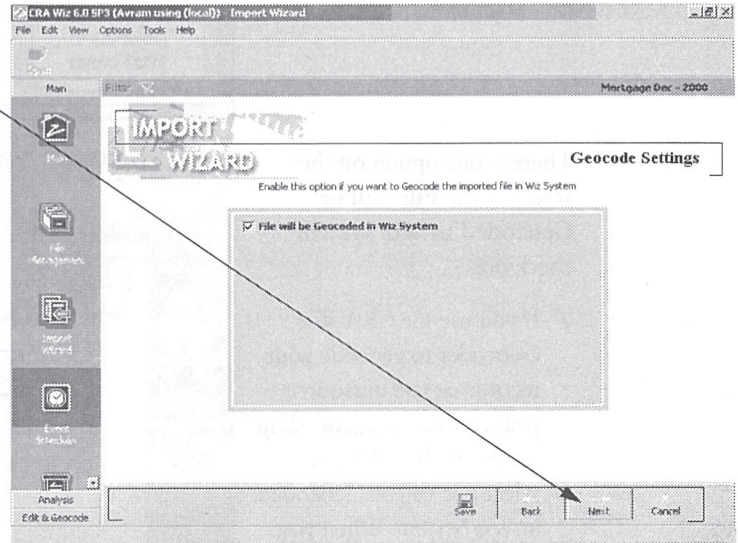 CRA Wiz 6.0 SP3 (Avram using (local)) - Import Wizard
File Edit View Options Tools Help
Open
Main
Filter
Mortgage Dec - 2000
Main
File Management
Import Wizard
Event Scheduler
Analysis
Edit & Geocode
IMPORT
WIZARD
Geocode Settings
Enable this option if you want to Geocode the imported file in Wiz System
File will be Geocoded in Wiz System
Save
Back
Next
Cancel